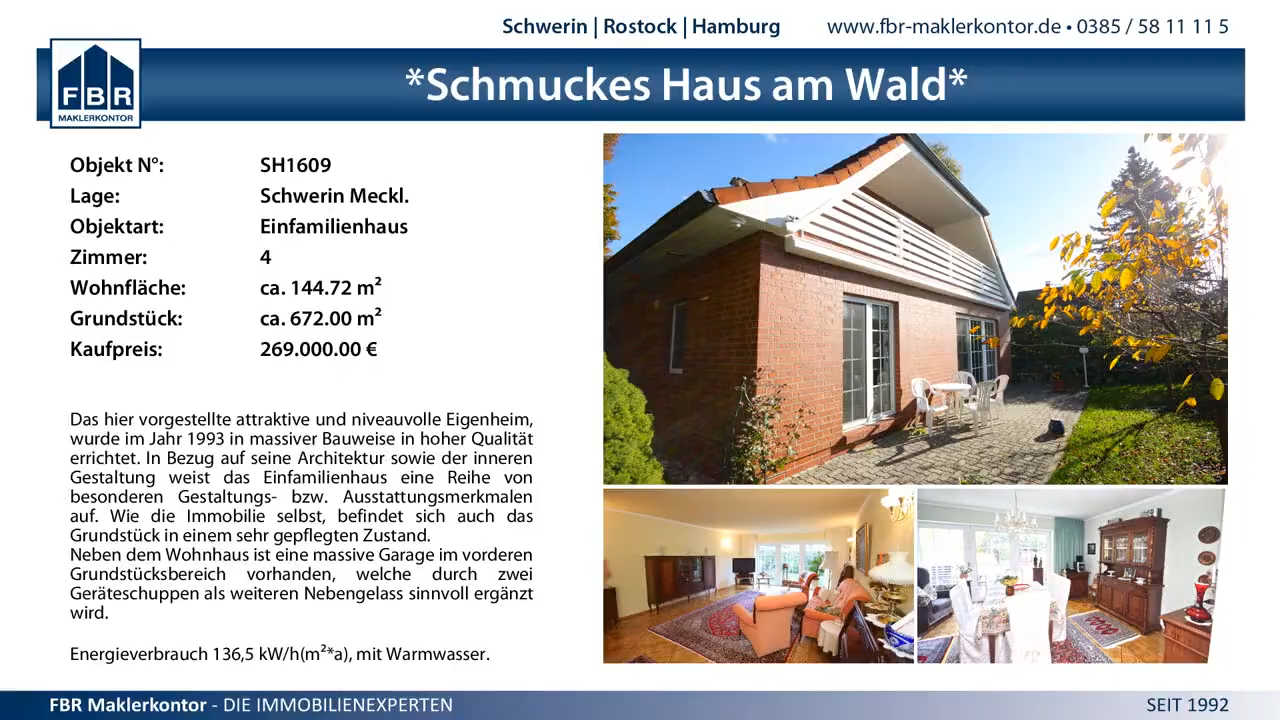 Schwerin | Rostock | Hamburg www.fbr-maklerkontor.de • 0385 / 58 11 11 5
FBR
MAKLERKONTOR
*Schmuckes Haus am Wald*
Objekt N°: SH1609
Lage: Schwerin Meckl.
Objektart: Einfamilienhaus
Zimmer: 4
Wohnfläche: ca. 144.72 m²
Grundstück: ca. 672.00 m²
Kaufpreis: 269.000.00 €
Das hier vorgestellte attraktive und niveauvolle Eigenheim,
wurde im Jahr 1993 in massiver Bauweise in hoher Qualität
errichtet. In Bezug auf seine Architektur sowie der inneren
Gestaltung weist das Einfamilienhaus eine Reihe von
besonderen Gestaltungs- bzw. Ausstattungsmerkmalen
auf. Wie die Immobilie selbst, befindet sich auch das
Grundstück in einem sehr gepflegten Zustand.
Neben dem Wohnhaus ist eine massive Garage im vorderen
Grundstücksbereich vorhanden, welche durch zwei
Geräteschuppen als weiteren Nebengelass sinnvoll ergänzt
wird.
Energieverbrauch 136,5 kW/h(m²*a), mit Warmwasser.
FBR Maklerkontor - DIE IMMOBILIENEXPERTEN SEIT 1992